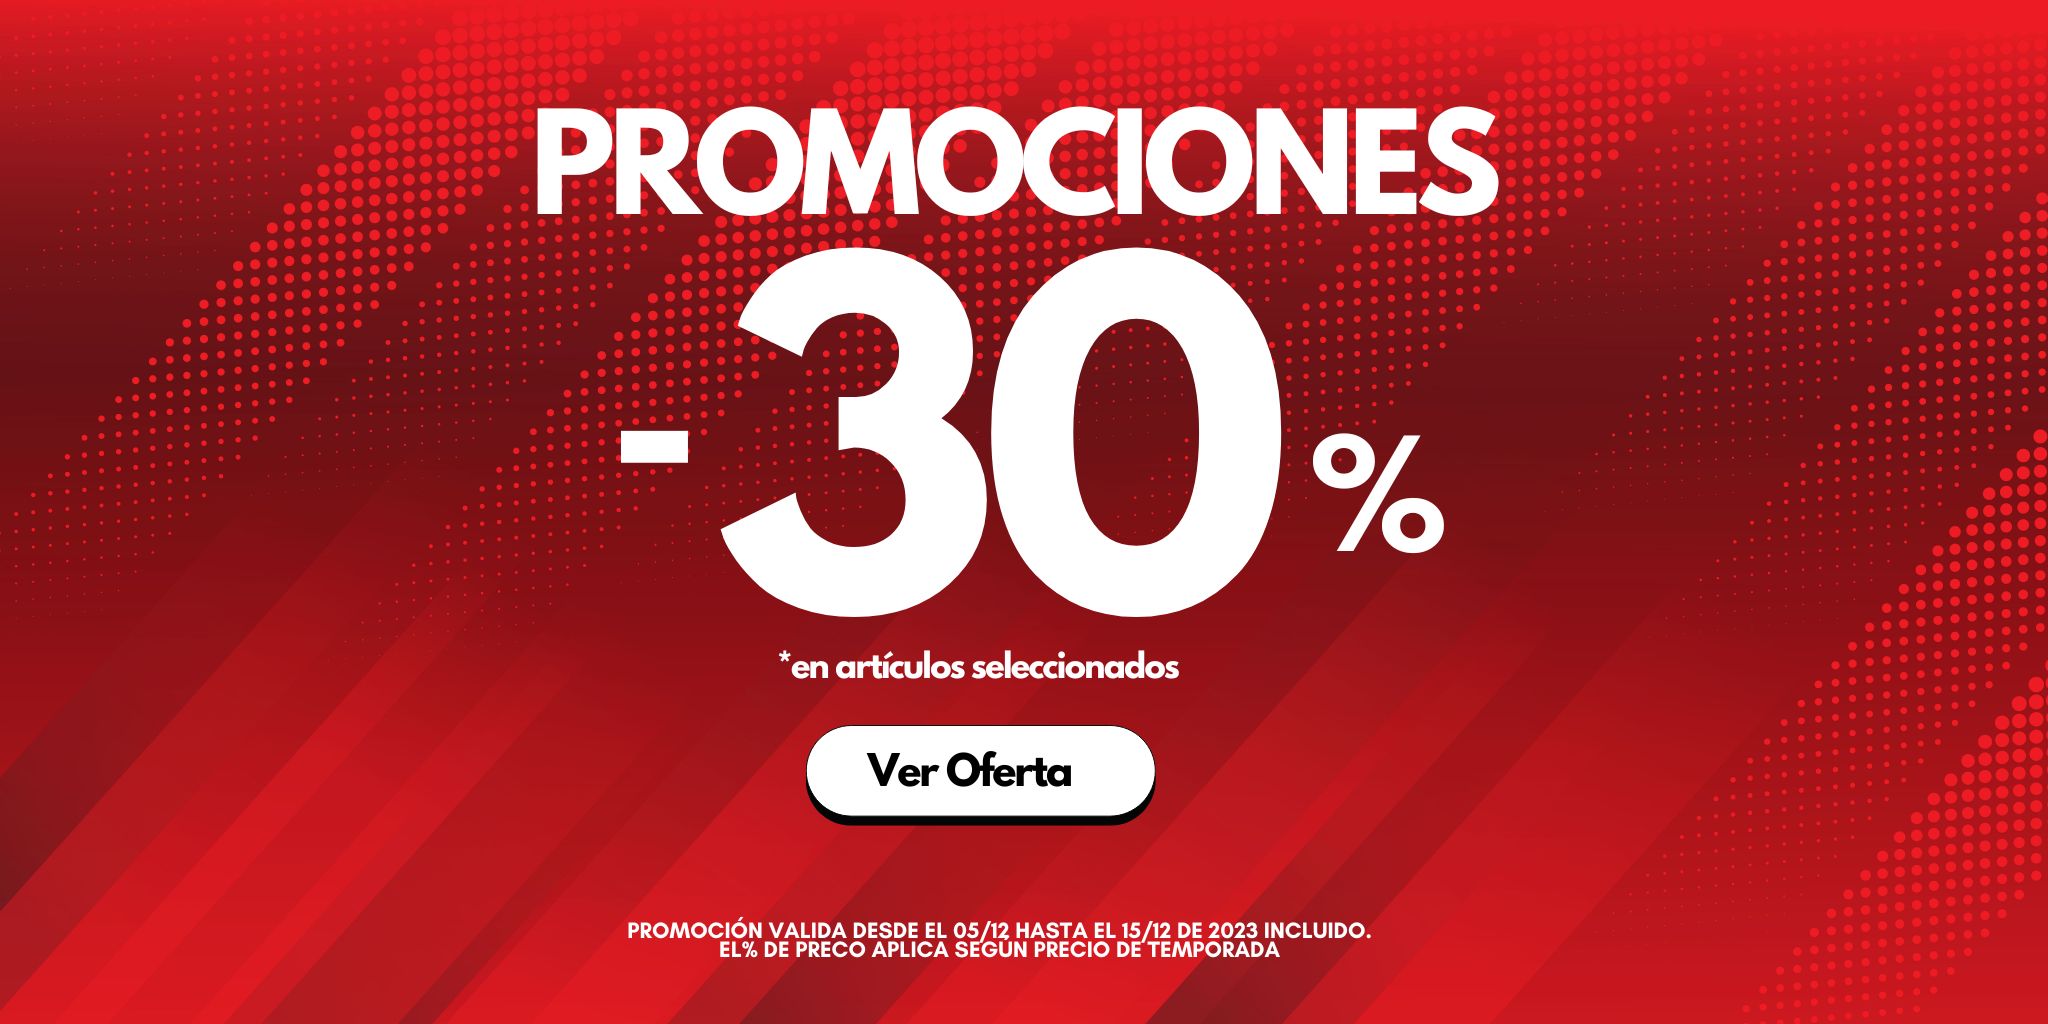 PROMOCIONES
-30%
*en artículos seleccionados
Ver Oferta
PROMOCIÓN VALIDA DESDE EL 05/12 HASTA EL 15/12 DE 2023 INCLUIDO.
EL% DE PRECO APLICA SEGÚN PRECIO DE TEMPORADA